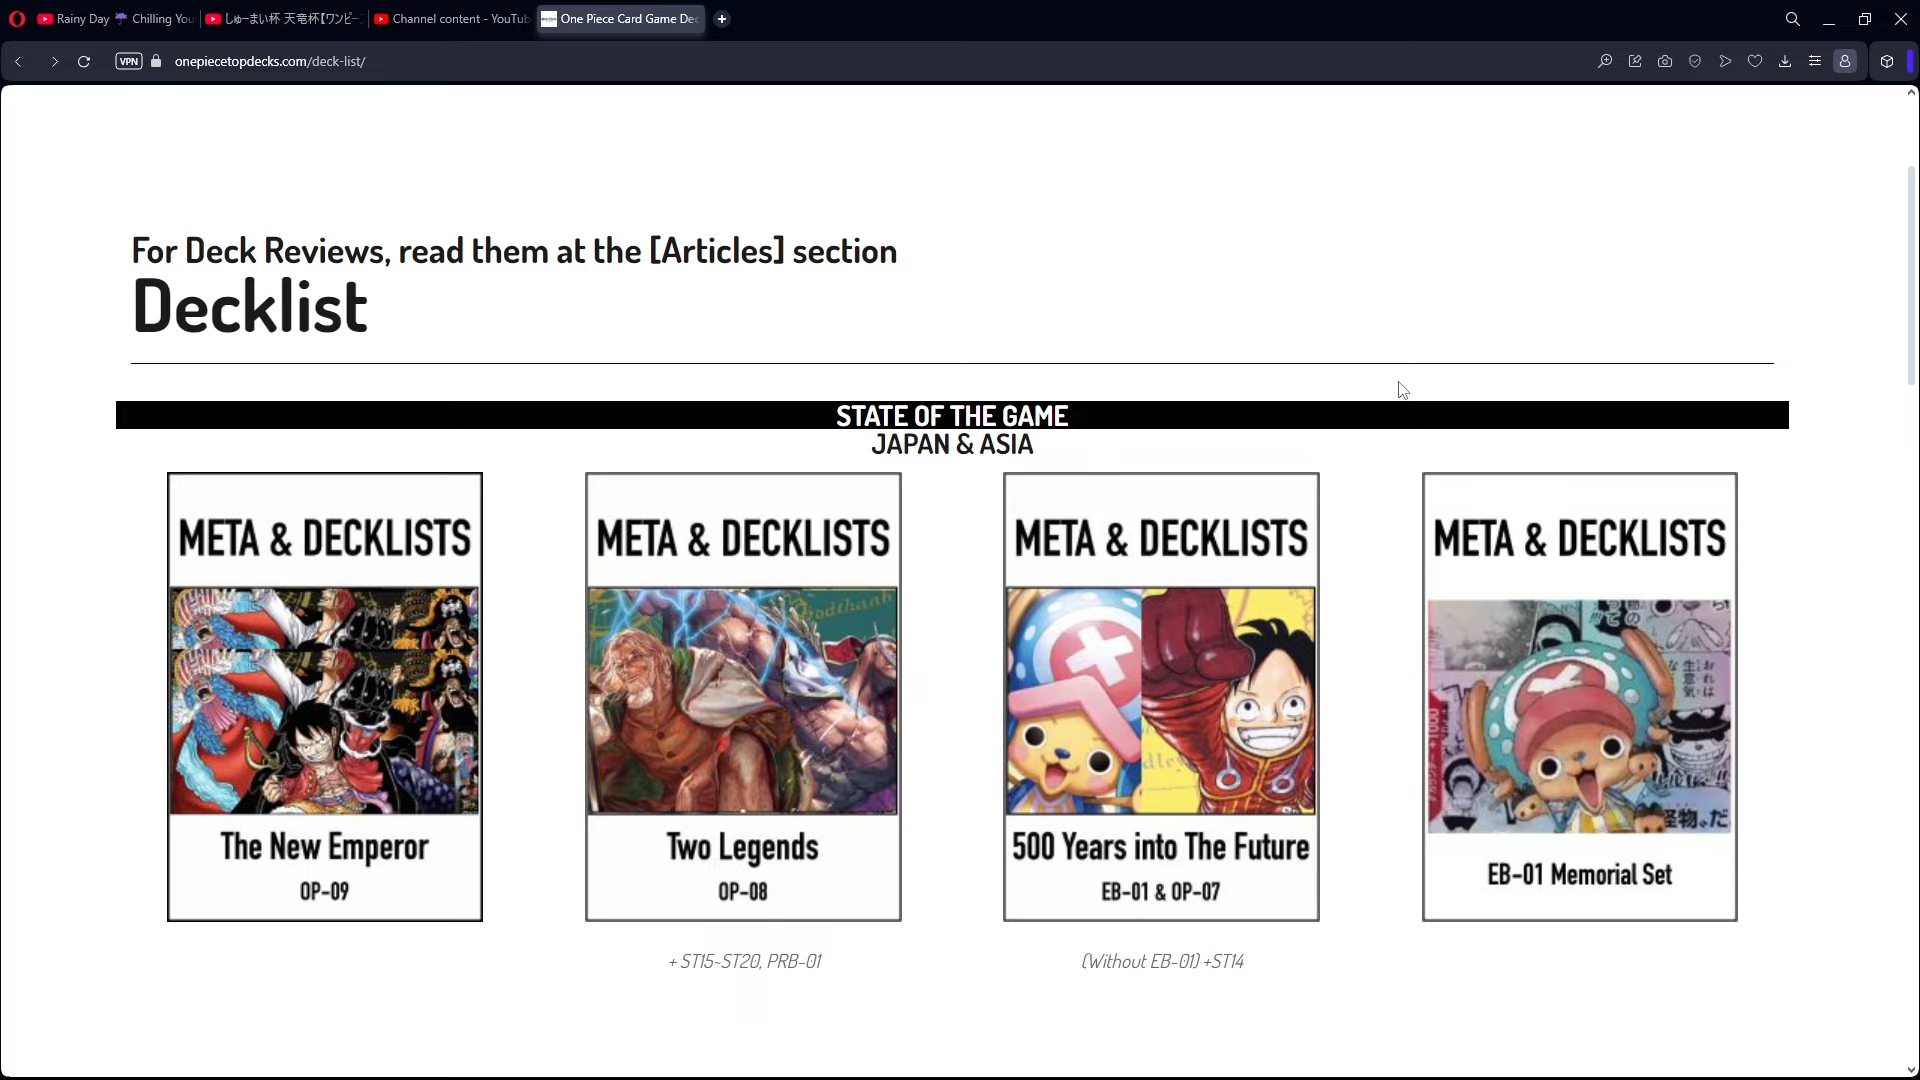 Rainy Day ☔ Chilling You
しゅーまい杯 天竜杯【ワンピー
Channel content - YouTub
One Piece Card Game Dec
VPN
onepiecetopdecks.com/deck-list/
For Deck Reviews, read them at the [Articles] section
Decklist
STATE OF THE GAME
JAPAN & ASIA
META & DECKLISTS
The New Emperor
OP-09
META & DECKLISTS
Two Legends
OP-08
+ ST15~ST20, PRB-01
META & DECKLISTS
500 Years into The Future
EB-01 & OP-07
(Without EB-01) +ST14
META & DECKLISTS
EB-01 Memorial Set